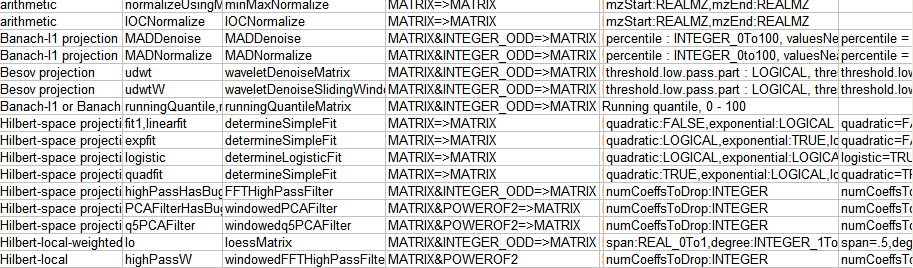 arithmetic normalizeUsingM minMaxNormalize MATRIX=>MATRIX mzStart:REALMZ,mzEnd:REALMZ
arithmetic IOCNormalize IOCNormalize MATRIX=>MATRIX mzStart:REALMZ,mzEnd:REALMZ
Banach-l1 projection MADDenoise MADDenoise MATRIX&INTEGER_ODD=>MATRIX percentile : INTEGER_0To100, valuesNea percentile =
Banach-l1 projection MADNormalize MADNormalize MATRIX&INTEGER_ODD=>MATRIX percentile : INTEGER_0to100, valuesNea percentile =
Besov projection udwt waveletDenoiseMatrix MATRIX&INTEGER_ODD=>MATRIX threshold.low.pass.part : LOGICAL, thre threshold.low
Besov projection udwtW waveletDenoiseSlidingWindo MATRIX&INTEGER_ODD=>MATRIX threshold.low.pass.part : LOGICAL, thre threshold.low
Banach-l1 or Banach runningQuantile,r runningQuantileMatrix MATRIX&INTEGER_ODD=>MATRIX Running quantile, 0 - 100
Hilbert-space projecti fit1,linearfit determineSimpleFit MATRIX=>MATRIX quadratic:FALSE,exponential:LOGICAL quadratic=FA
Hilbert-space projecti expfit determineSimpleFit MATRIX=>MATRIX quadratic:LOGICAL,exponential:TRUE,lo quadratic=FA
Hilbert-space projecti logistic determineLogisticFit MATRIX=>MATRIX quadratic:LOGICAL,exponential:LOGICA logistic=TRU
Hilbert-space projecti quadfit determineSimpleFit MATRIX=>MATRIX quadratic:TRUE,exponential:LOGICAL,lo quadratic=TR
Hilbert-space projecti highPassHasBug FFTHighPassFilter MATRIX&INTEGER_ODD=>MATRIX numCoeffsToDrop:INTEGER numCoeffsTo
Hilbert-space projecti PCAFilterHasBug windowedPCAFilter MATRIX&POWEROF2=>MATRIX numCoeffsToDrop:INTEGER numCoeffsTo
Hilbert-space projecti q5PCAFilter windowedq5PCAFilter MATRIX&POWEROF2=>MATRIX numCoeffsToDrop:INTEGER numCoeffsTo
Hilbert-local-weighted lo loessMatrix MATRIX&INTEGER_ODD=>MATRIX span:REAL_0To1,degree:INTEGER_1To span=.5,deg
Hilbert-local highPassW windowedFFTHighPassFilte MATRIX&POWEROF2 numCoeffsToDrop:INTEGER numCoeffsTo